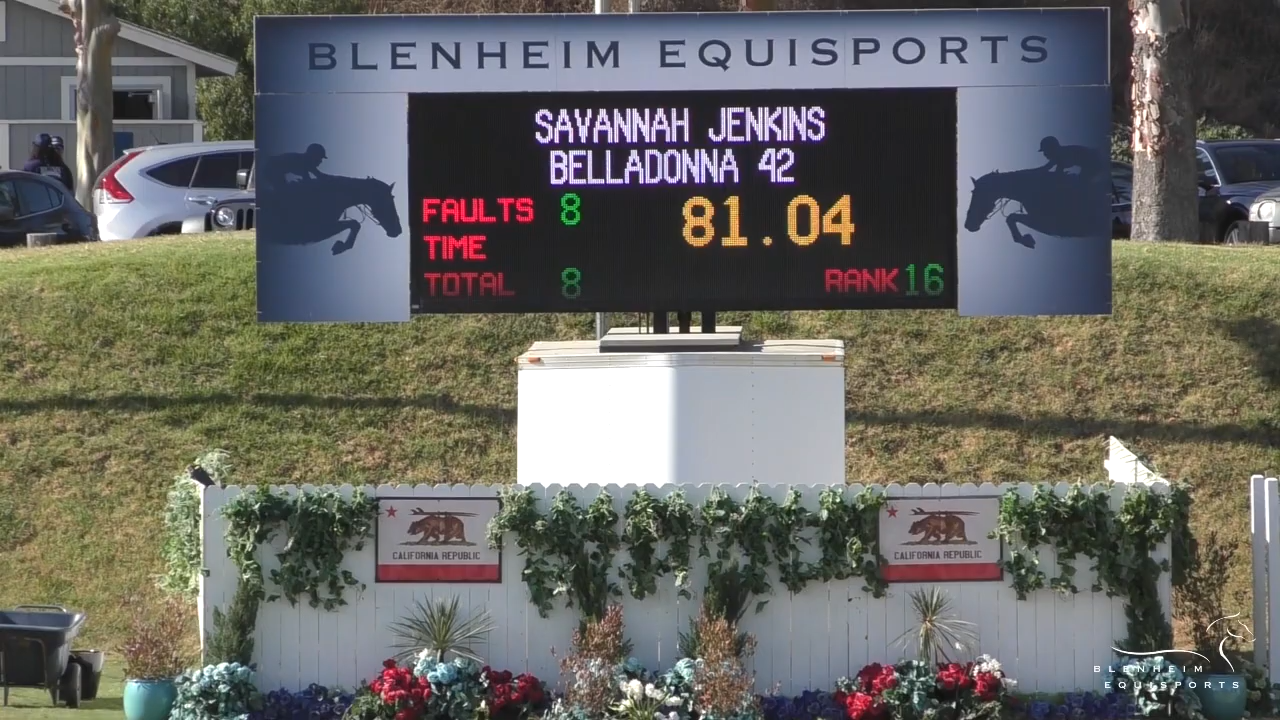 BLENHEIM EQUISPORTS
SAVANNAH JENKINS
BELLADONNA 42
FAULTS 8 81.04
TIME
TOTAL 8 RANK 16
CALIFORNIA REPUBLIC CALIFORNIA REPUBLIC
BLENHEIM
EQUISPORTS